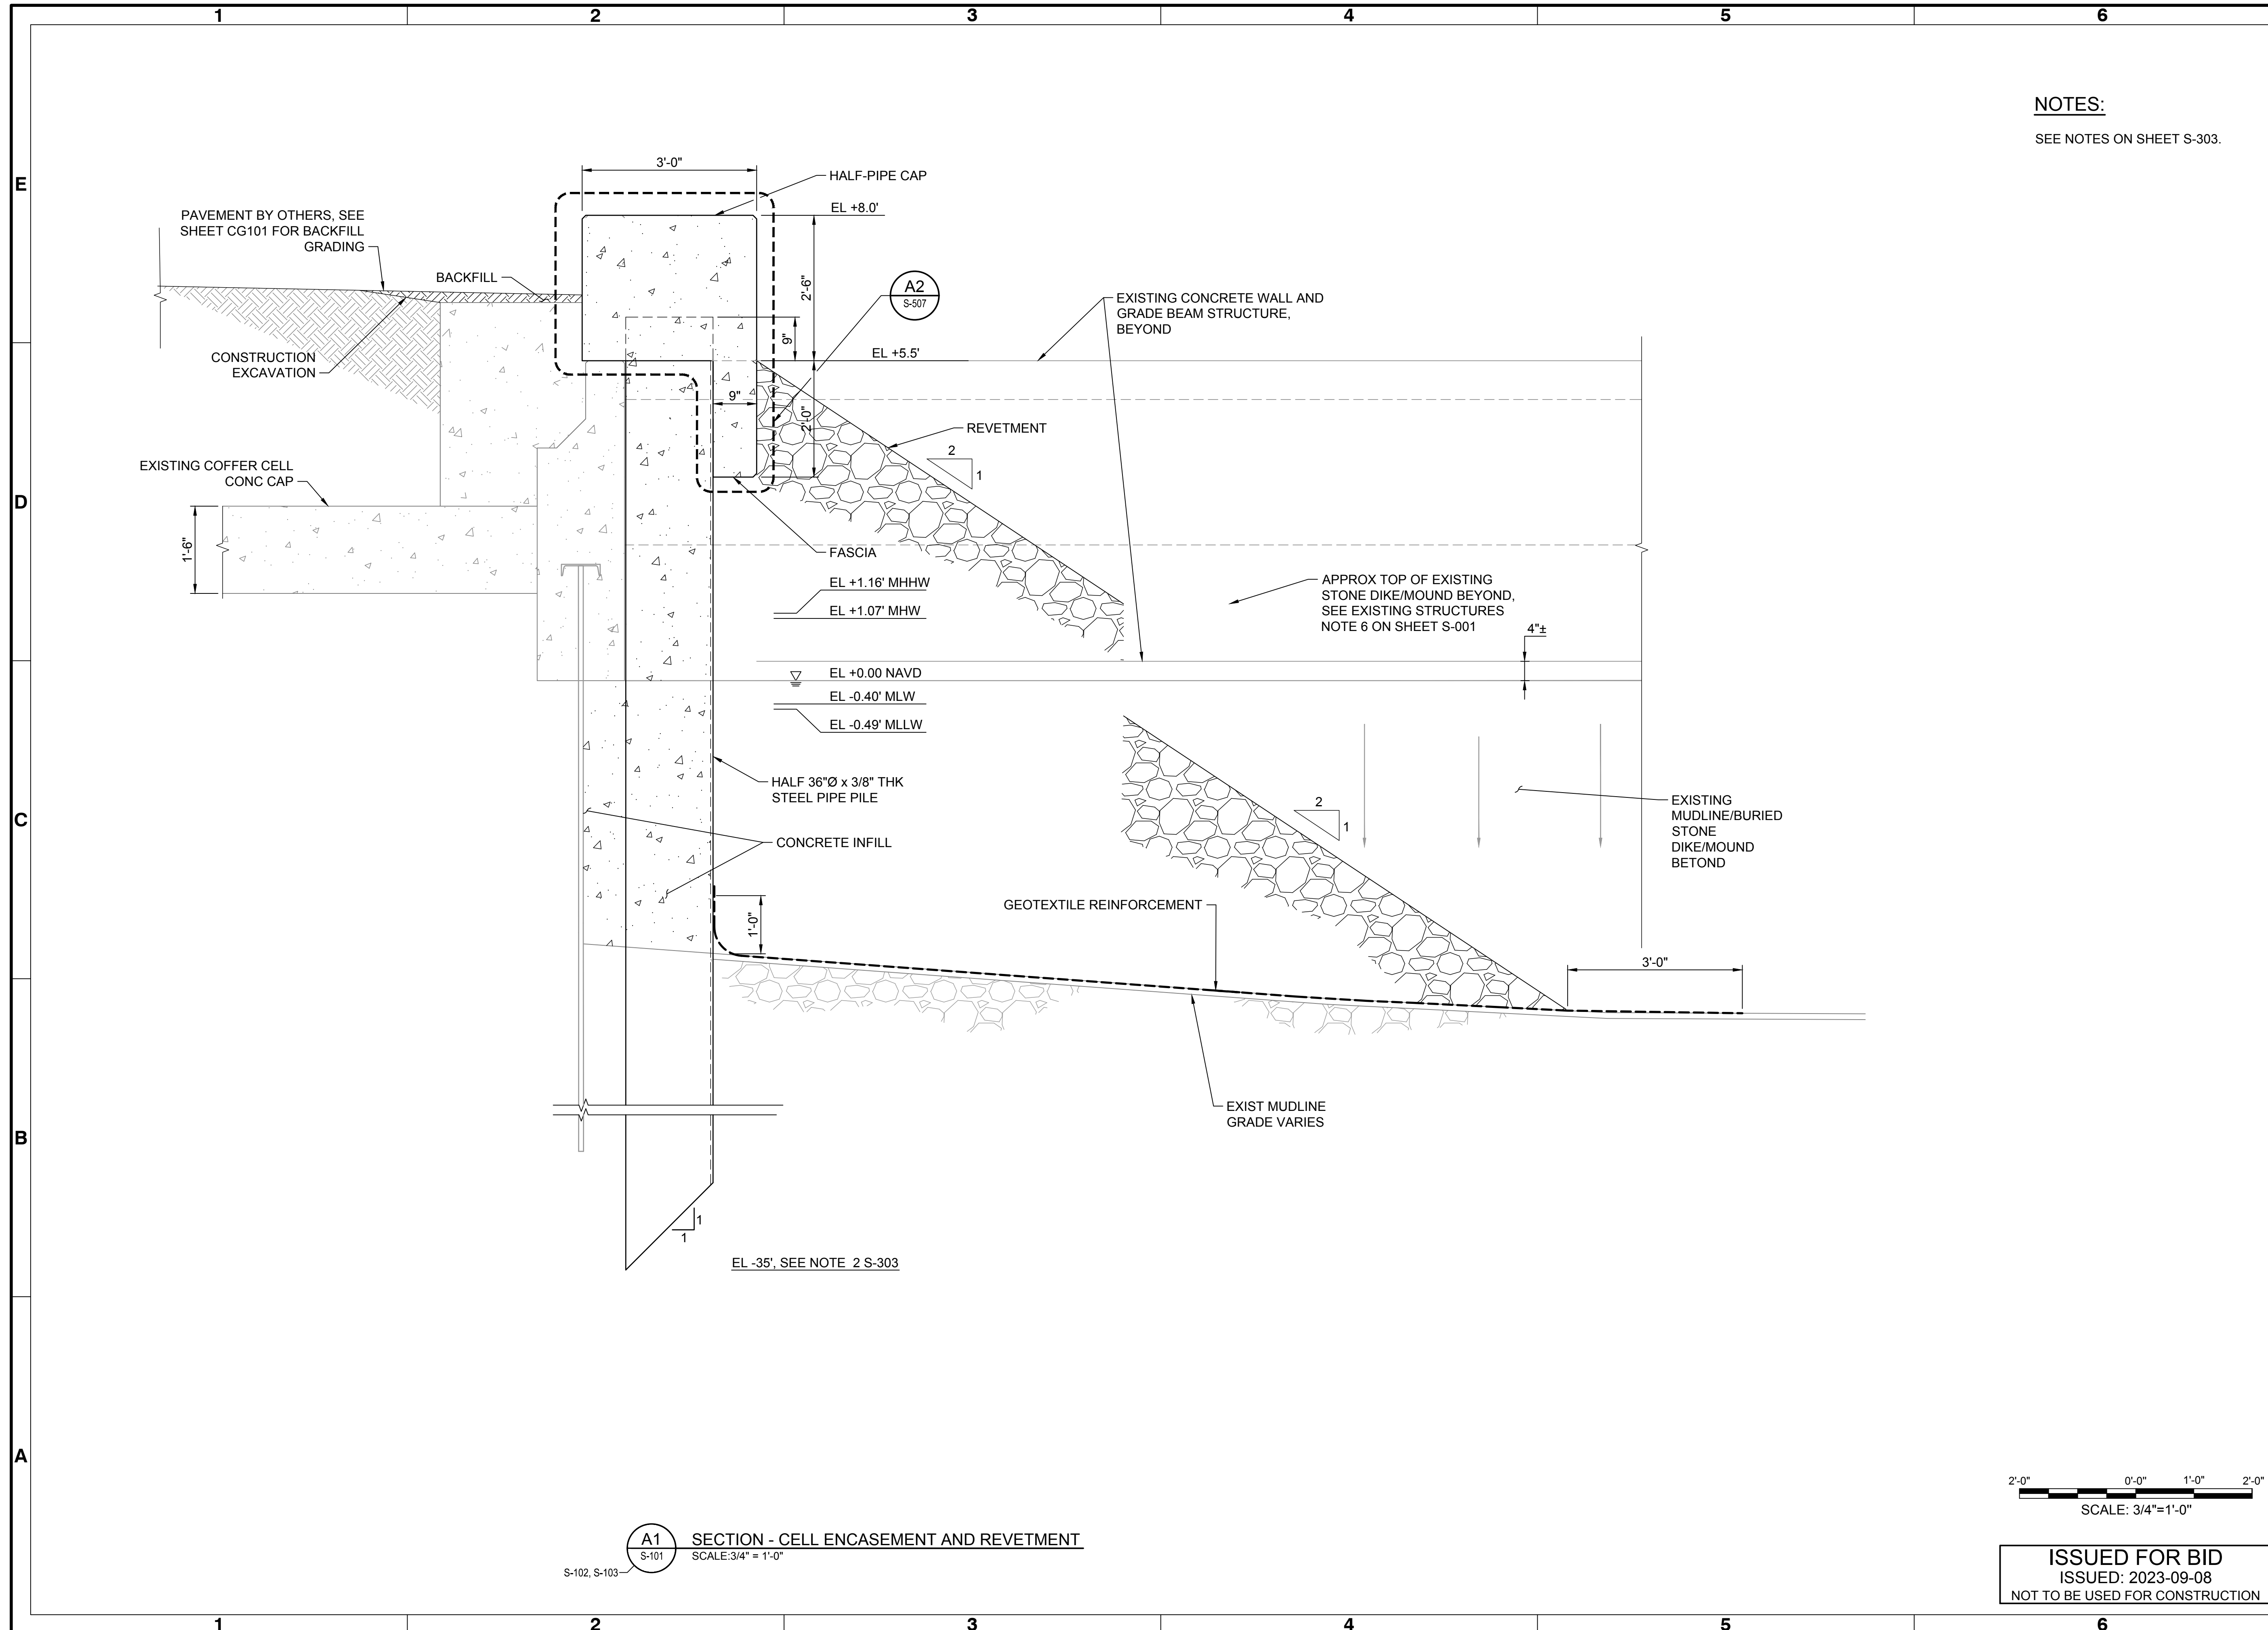 1 2 3 4 5 6
NOTES:
SEE NOTES ON SHEET S-303.
E
3'-0"
HALF-PIPE CAP
EL +8.0'
PAVEMENT BY OTHERS, SEE
SHEET CG101 FOR BACKFILL
GRADING
BACKFILL
2'-6"
A2
S-507
EXISTING CONCRETE WALL AND
GRADE BEAM STRUCTURE,
BEYOND
9"
CONSTRUCTION
EXCAVATION
EL +5.5'
9"
2'-0"
REVETMENT
2
1
EXISTING COFFER CELL
CONC CAP
D
1'-6"
FASCIA
EL +1.16' MHHW
EL +1.07' MHW
APPROX TOP OF EXISTING
STONE DIKE/MOUND BEYOND,
SEE EXISTING STRUCTURES
NOTE 6 ON SHEET S-001
4"±
EL +0.00 NAVD
EL -0.40' MLW
EL -0.49' MLLW
HALF 36"Ø x 3/8" THK
STEEL PIPE PILE
2
1
EXISTING
MUDLINE/BURIED
STONE
DIKE/MOUND
BETOND
C
CONCRETE INFILL
GEOTEXTILE REINFORCEMENT
1'-0"
3'-0"
EXIST MUDLINE
GRADE VARIES
B
1
1
EL -35', SEE NOTE 2 S-303
A
2'-0" 0'-0" 1'-0" 2'-0"
SCALE: 3/4"=1'-0"
A1
S-101
SECTION - CELL ENCASEMENT AND REVETMENT
SCALE:3/4" = 1'-0"
S-102, S-103
ISSUED FOR BID
ISSUED: 2023-09-08
NOT TO BE USED FOR CONSTRUCTION
1 2 3 4 5 6